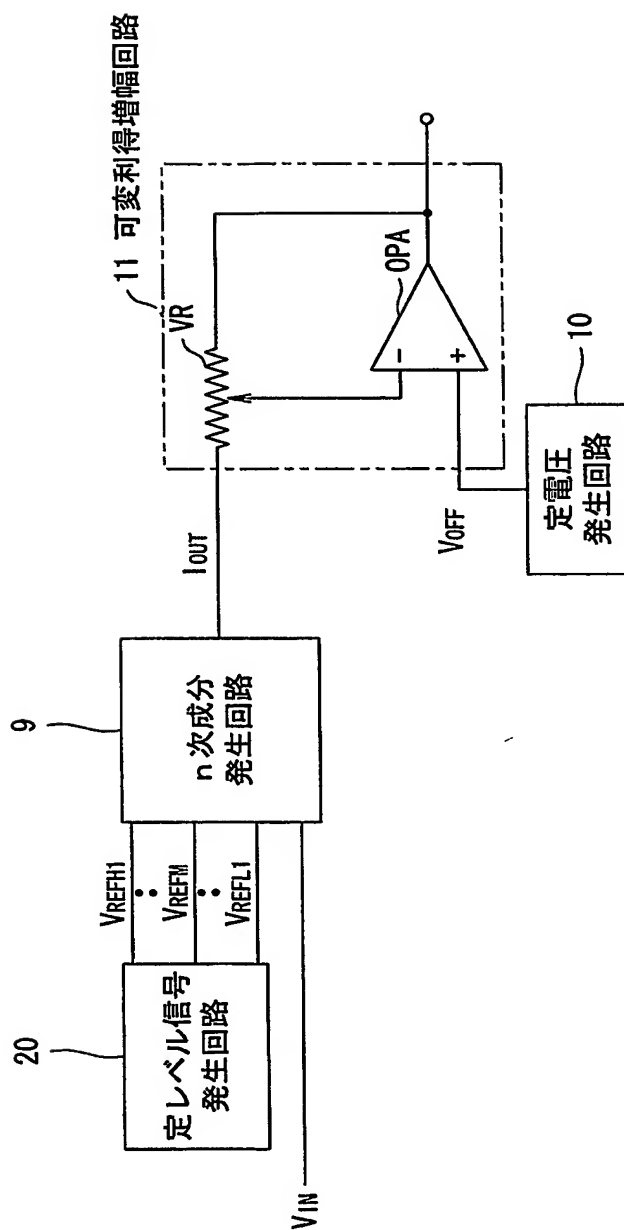 11 可変利得増幅回路
VR
OPA
-
+
10
定電圧
発生回路
VOFF
IOUT
9
n次成分
発生回路
VREFH1
VREFM
VREFL1
20
定レベル信号
発生回路
VIN